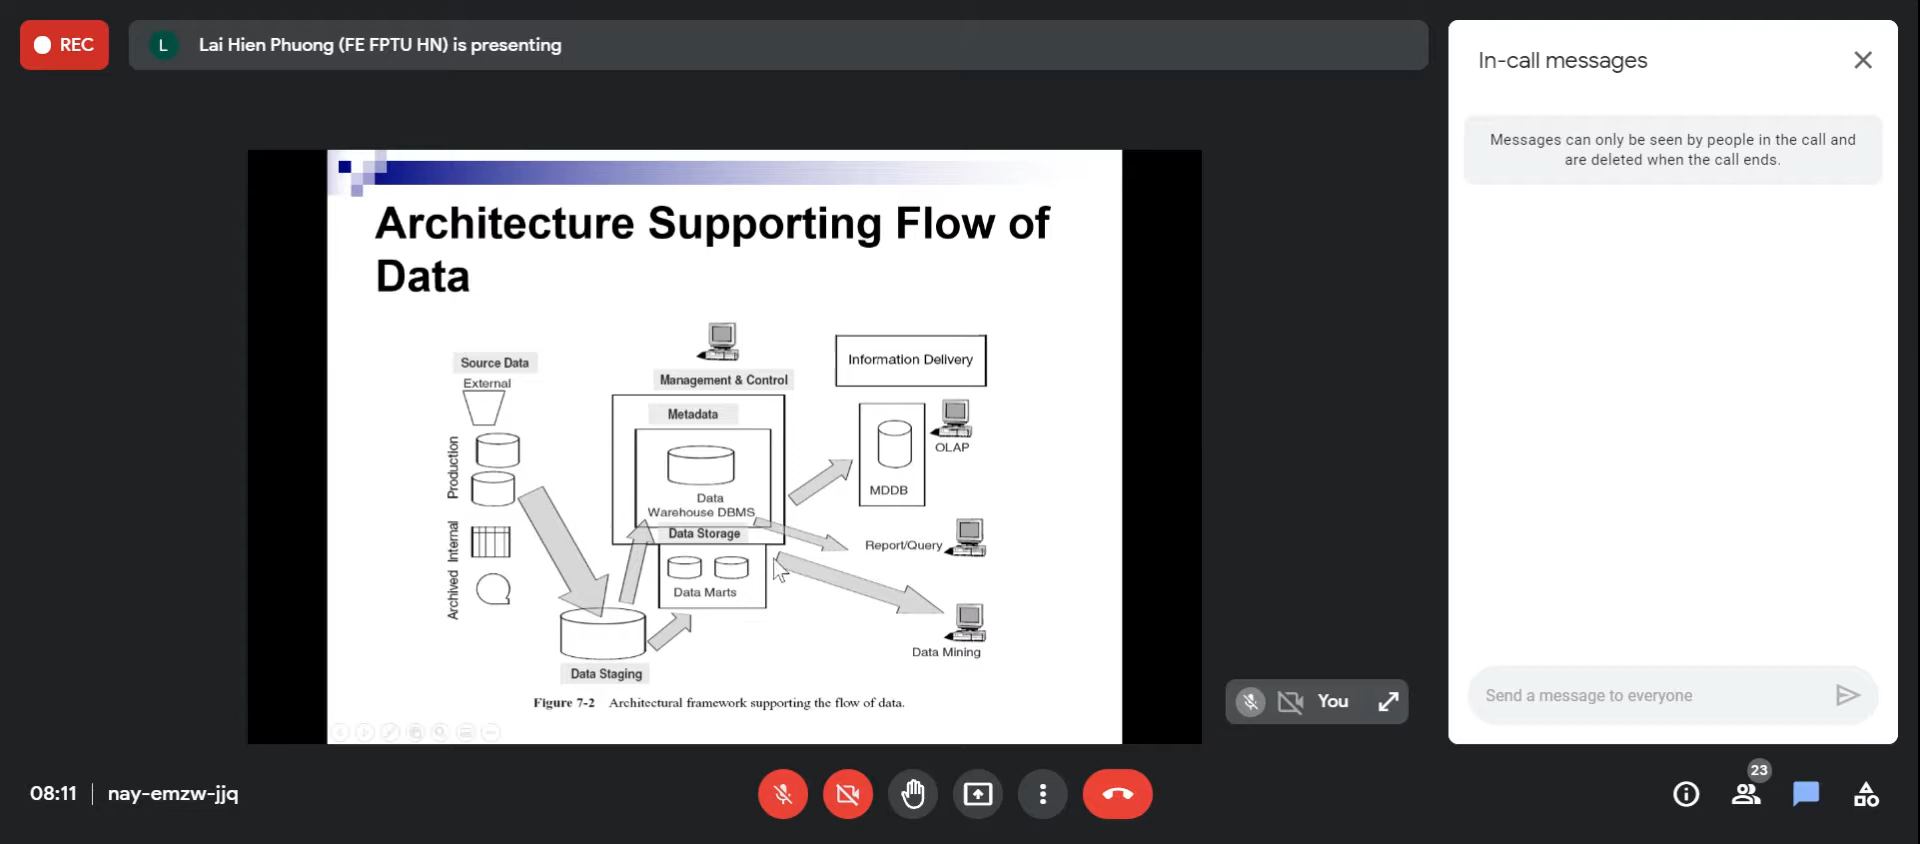 REC
L
Lai Hien Phuong (FE FPTU HN) is presenting
In-call messages
Messages can only be seen by people in the call and
are deleted when the call ends.
Architecture Supporting Flow of
Data
Source Data
External
Production
Internal
Archived
Management & Control
Metadata
Data
Warehouse DBMS
Data Storage
Data Marts
Data Staging
Information Delivery
MDDB
OLAP
Report/Query
Data Mining
Figure 7-2 Architectural framework supporting the flow of data.
You
Send a message to everyone
08:11
nay-emzw-jjq
23